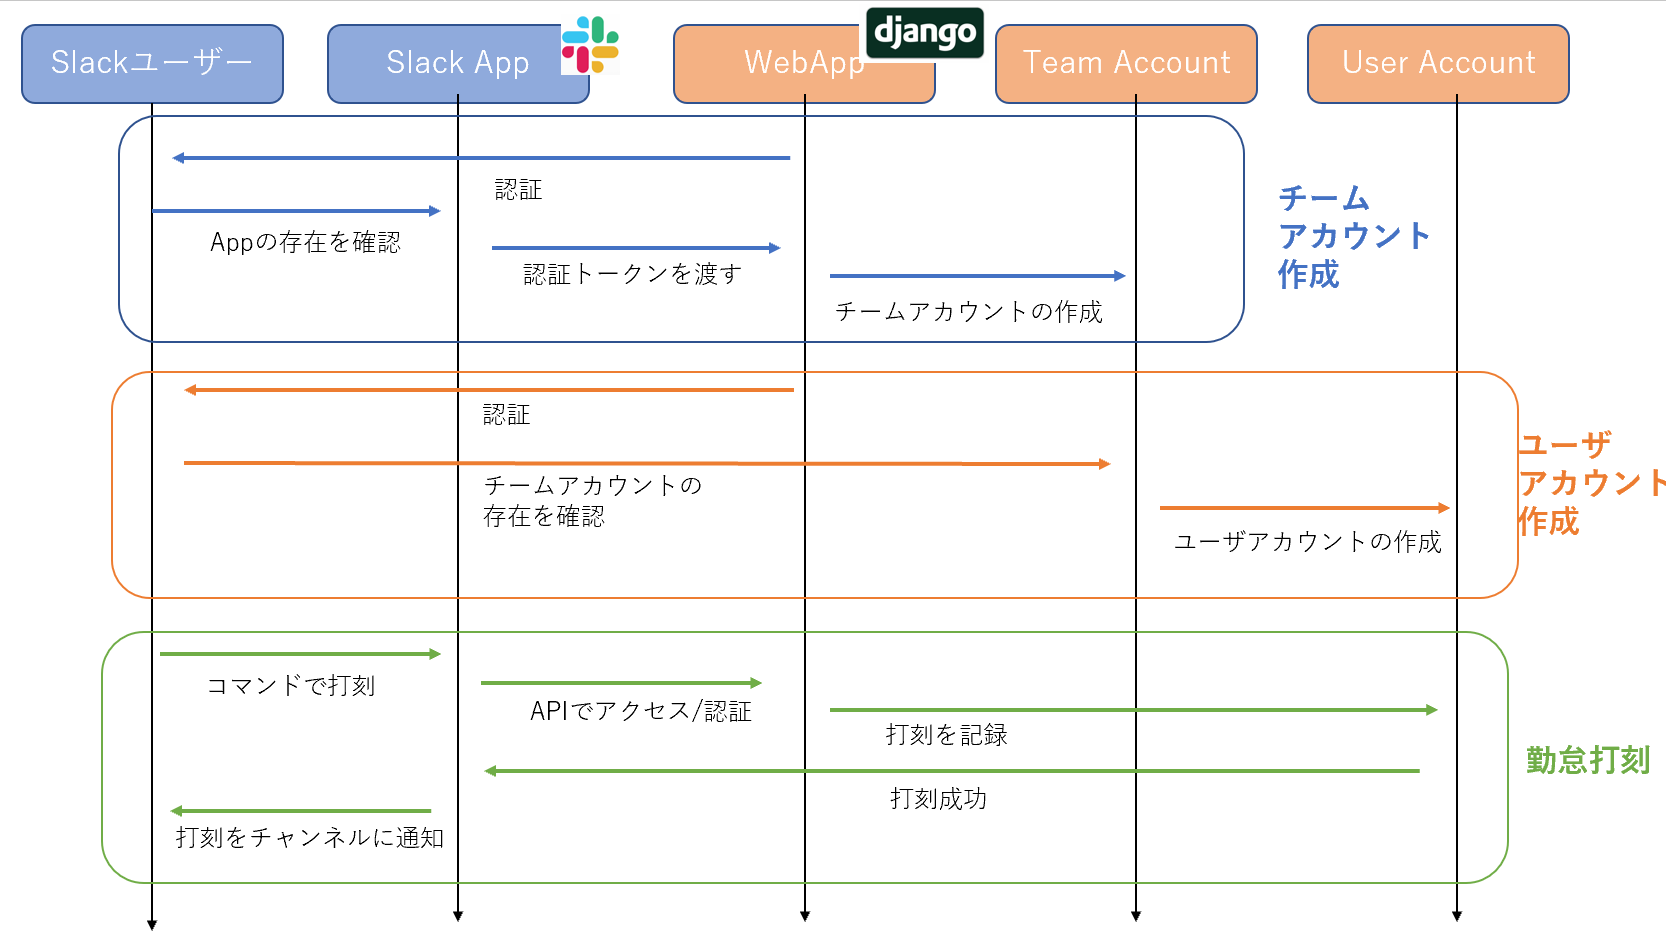 Slackユーザー
Slack App
WebApp
django
Team Account
User Account
認証
Appの存在を確認
認証トークンを渡す
チームアカウントの作成
チーム
アカウント
作成
認証
チームアカウントの
存在を確認
ユーザアカウントの作成
ユーザ
アカウント
作成
コマンドで打刻
APIでアクセス/認証
打刻を記録
打刻成功
打刻をチャンネルに通知
勤怠打刻